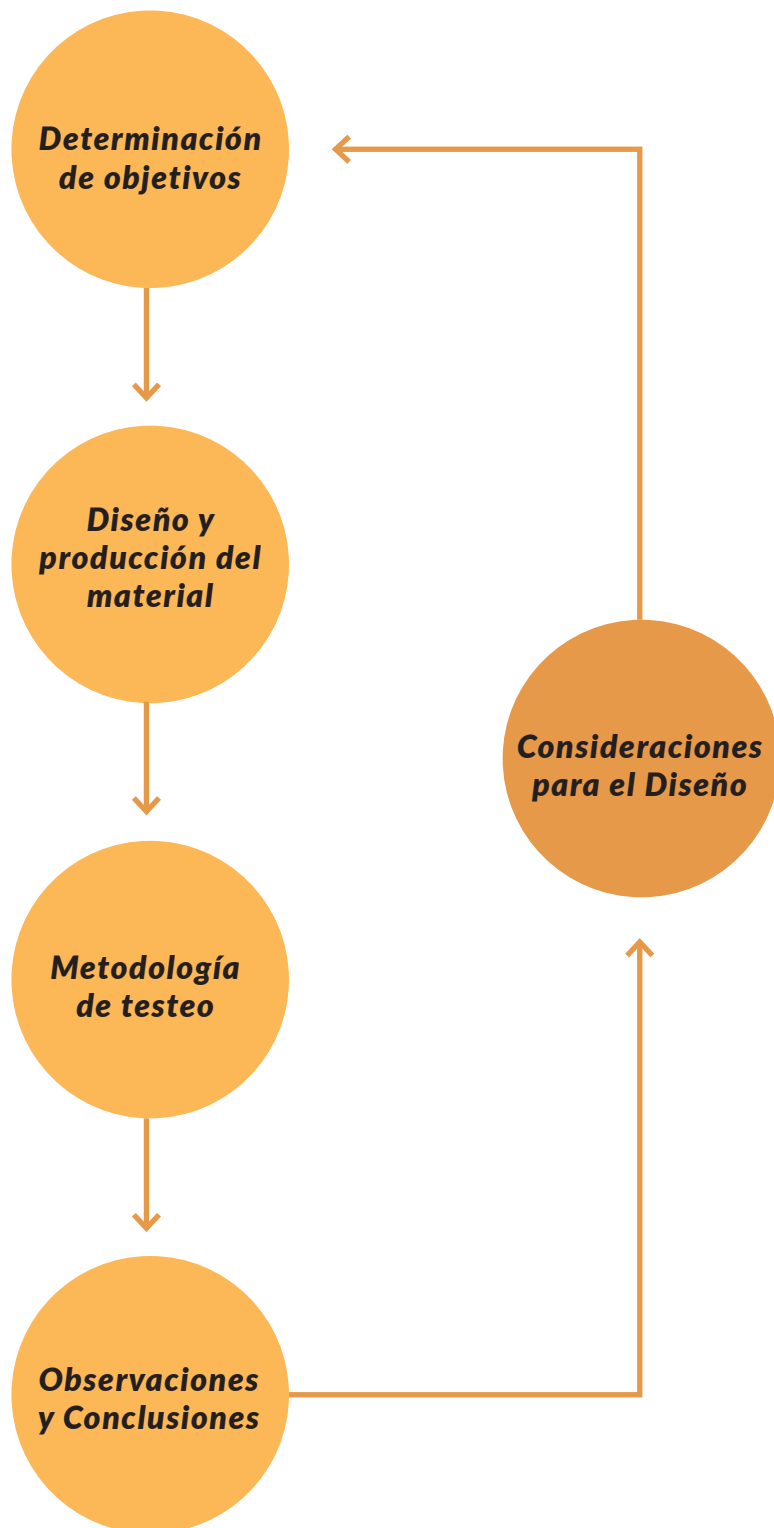 Determinación
de objetivos
Diseño y
producción del
material
Consideraciones
para el Diseño
Metodología
de testeo
Observaciones
y Conclusiones